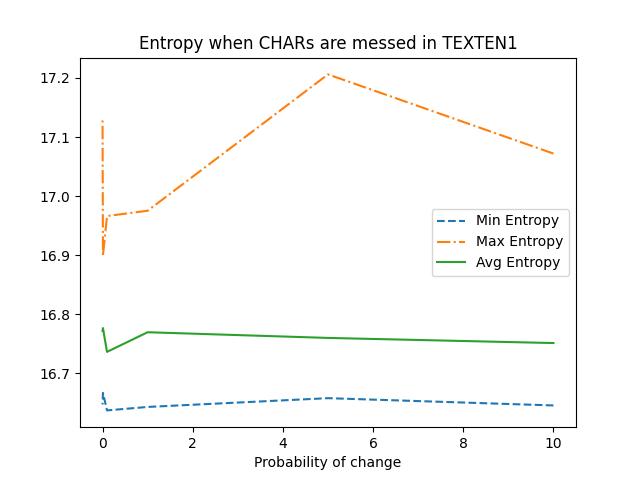 Entropy when CHARs are messed in TEXTEN1
17.2
17.1
17.0
16.9
16.8
16.7
Min Entropy
Max Entropy
Avg Entropy
0 2 4 6 8 10
Probability of change